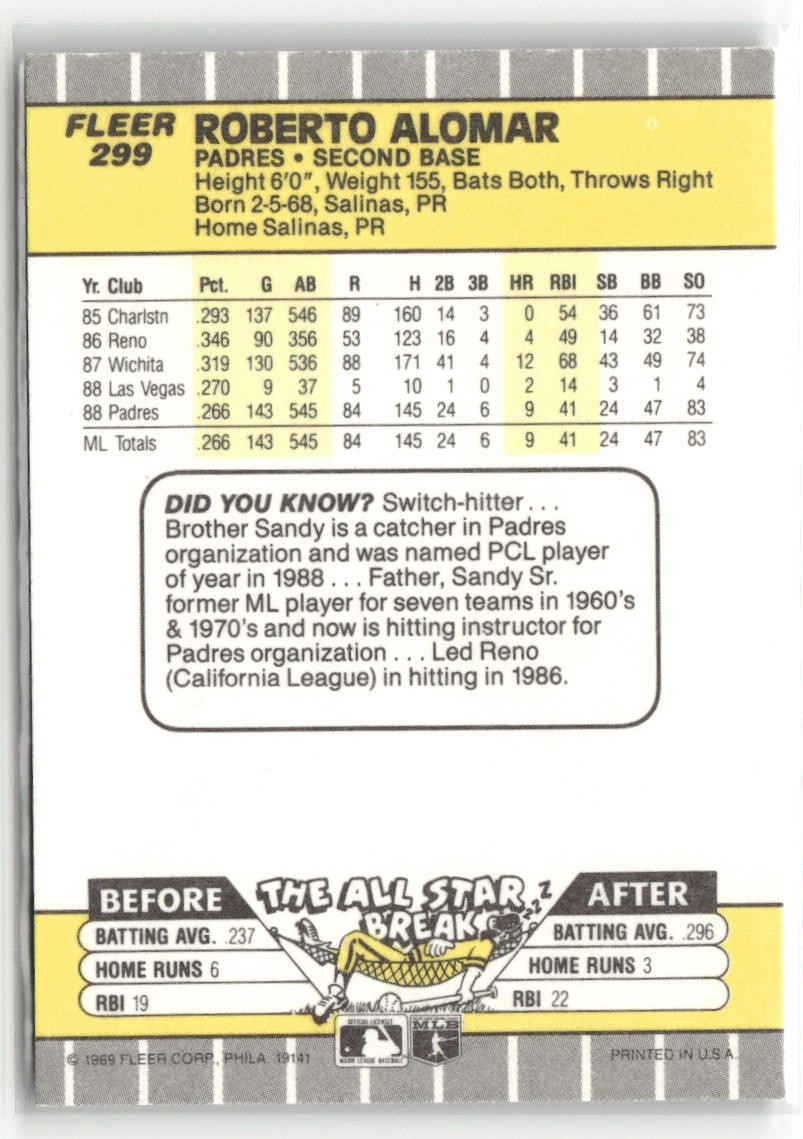 FLEER
299
ROBERTO ALOMAR
PADRES • SECOND BASE
Height 6'0", Weight 155, Bats Both, Throws Right
Born 2-5-68, Salinas, PR
Home Salinas, PR
Yr. Club Pct. G AB R H 2B 3B HR RBI SB BB SO
85 Charlstn .293 137 546 89 160 14 3 0 54 36 61 73
86 Reno .346 90 356 53 123 16 4 4 49 14 32 38
87 Wichita .319 130 536 88 171 41 4 12 68 43 49 74
88 Las Vegas .270 9 37 5 10 1 0 2 14 3 1 4
88 Padres .266 143 545 84 145 24 6 9 41 24 47 83
ML Totals .266 143 545 84 145 24 6 9 41 24 47 83
DID YOU KNOW? Switch-hitter . . .
Brother Sandy is a catcher in Padres
organization and was named PCL player
of year in 1988 . . . Father, Sandy Sr.
former ML player for seven teams in 1960's
& 1970's and now is hitting instructor for
Padres organization . . . Led Reno
(California League) in hitting in 1986.
BEFORE
BATTING AVG. .237
HOME RUNS 6
RBI 19
THE ALL STAR
BREAK
ZZZZ
AFTER
BATTING AVG. .296
HOME RUNS 3
RBI 22
OFFICIAL LICENSEE
MAJOR LEAGUE BASEBALL
MLB
© 1989 FLEER CORP., PHILA. 19141
PRINTED IN U.S.A.